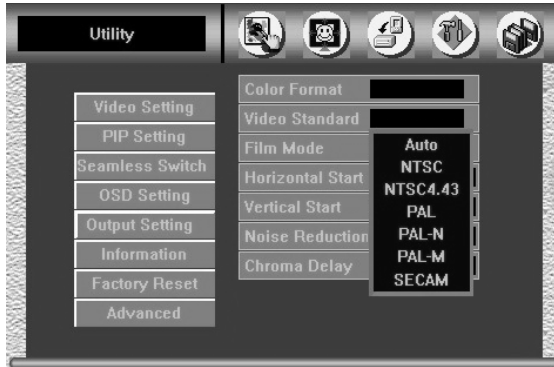 Utility
Video Setting
PIP Setting
Seamless Switch
OSD Setting
Output Setting
Information
Factory Reset
Advanced
Color Format
Video Standard
Film Mode
Horizontal Start
Vertical Start
Noise Reduction
Chroma Delay
Auto
NTSC
NTSC4.43
PAL
PAL-N
PAL-M
SECAM